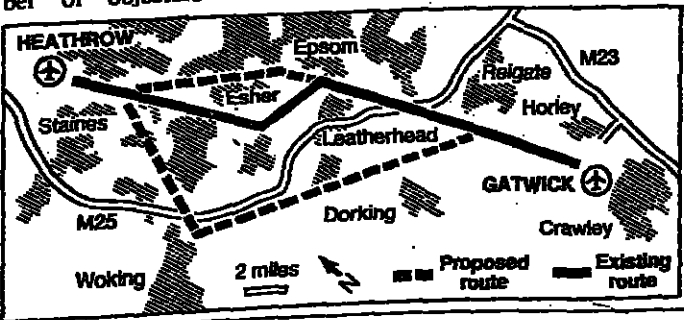 HEATHROW
Epsom
M23
Reigate
Esher
Horley
Staines
Leatherhead
GATWICK
Dorking
M25
Crawley
Woking
2 miles
N
Proposed route
Existing route